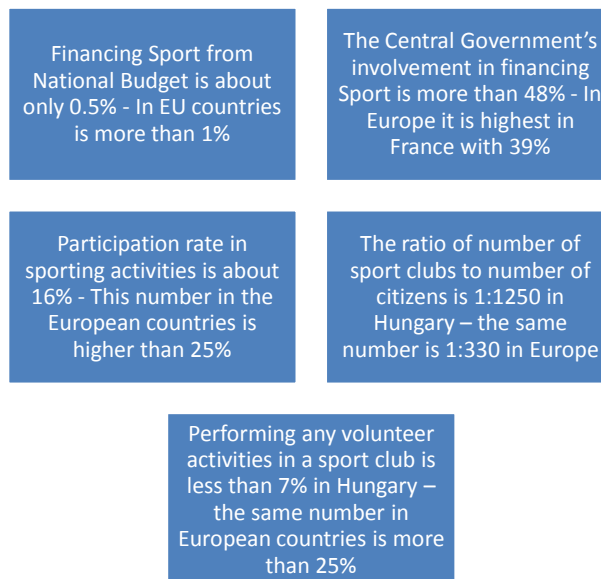 Financing Sport from
National Budget is about
only 0.5% - In EU countries
is more than 1%
The Central Government's
involvement in financing
Sport is more than 48% - In
Europe it is highest in
France with 39%
Participation rate in
sporting activities is about
16% - This number in the
European countries is
higher than 25%
The ratio of number of
sport clubs to number of
citizens is 1:1250 in
Hungary – the same
number is 1:330 in Europe
Performing any volunteer
activities in a sport club is
less than 7% in Hungary –
the same number in
European countries is more
than 25%